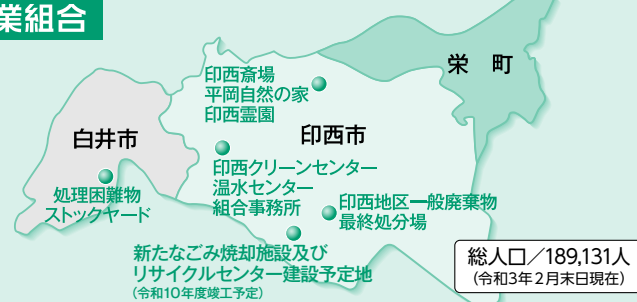 業組合
栄 町
印西斎場
平岡自然の家
印西霊園
白井市
印西市
印西クリーンセンター
温水センター
組合事務所
処理困難物
ストックヤード
印西地区一般廃棄物
最終処分場
新たなごみ焼却施設及び
リサイクルセンター建設予定地
(令和10年度竣工予定)
総人口／189,131人
(令和3年2月末日現在)